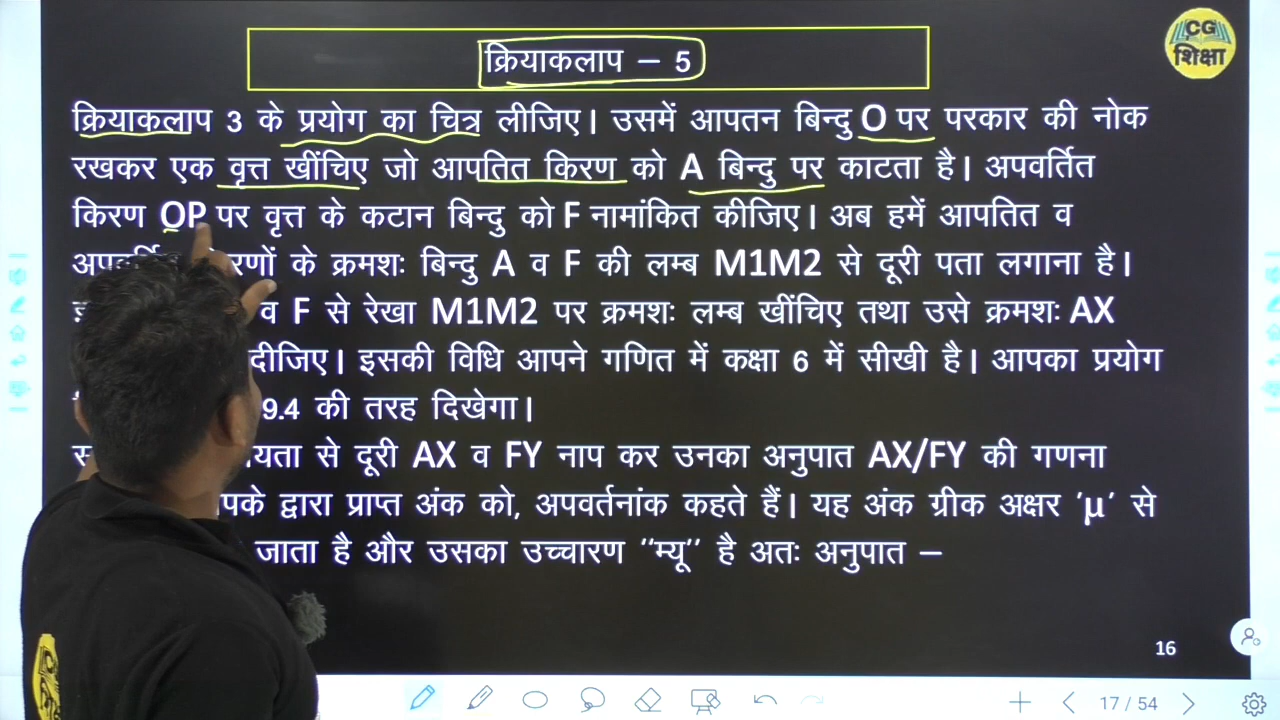 CG
शिक्षा
क्रियाकलाप – 5
क्रियाकलाप 3 के प्रयोग का चित्र लीजिए। उसमें आपतन बिन्दु O पर परकार की नोक
रखकर एक वृत्त खींचिए जो आपतित किरण को A बिन्दु पर काटता है। अपवर्तित
किरण OP पर वृत्त के कटान बिन्दु को F नामांकित कीजिए। अब हमें आपतित व
के क्रमशः बिन्दु A व F की लम्ब M1M2 से दूरी पता लगाना है।
व F से रेखा M1M2 पर क्रमशः लम्ब खींचिए तथा उसे क्रमशः AX
दीजिए। इसकी विधि आपने गणित में कक्षा 6 में सीखी है। आपका प्रयोग
9.4 की तरह दिखेगा।
से दूरी AX व FY नाप कर उनका अनुपात AX/FY की गणना
द्वारा प्राप्त अंक को, अपवर्तनांक कहते हैं। यह अंक ग्रीक अक्षर ′μ′ से
जाता है और उसका उच्चारण ″म्यू″ है अतः अनुपात –
16
17 / 54